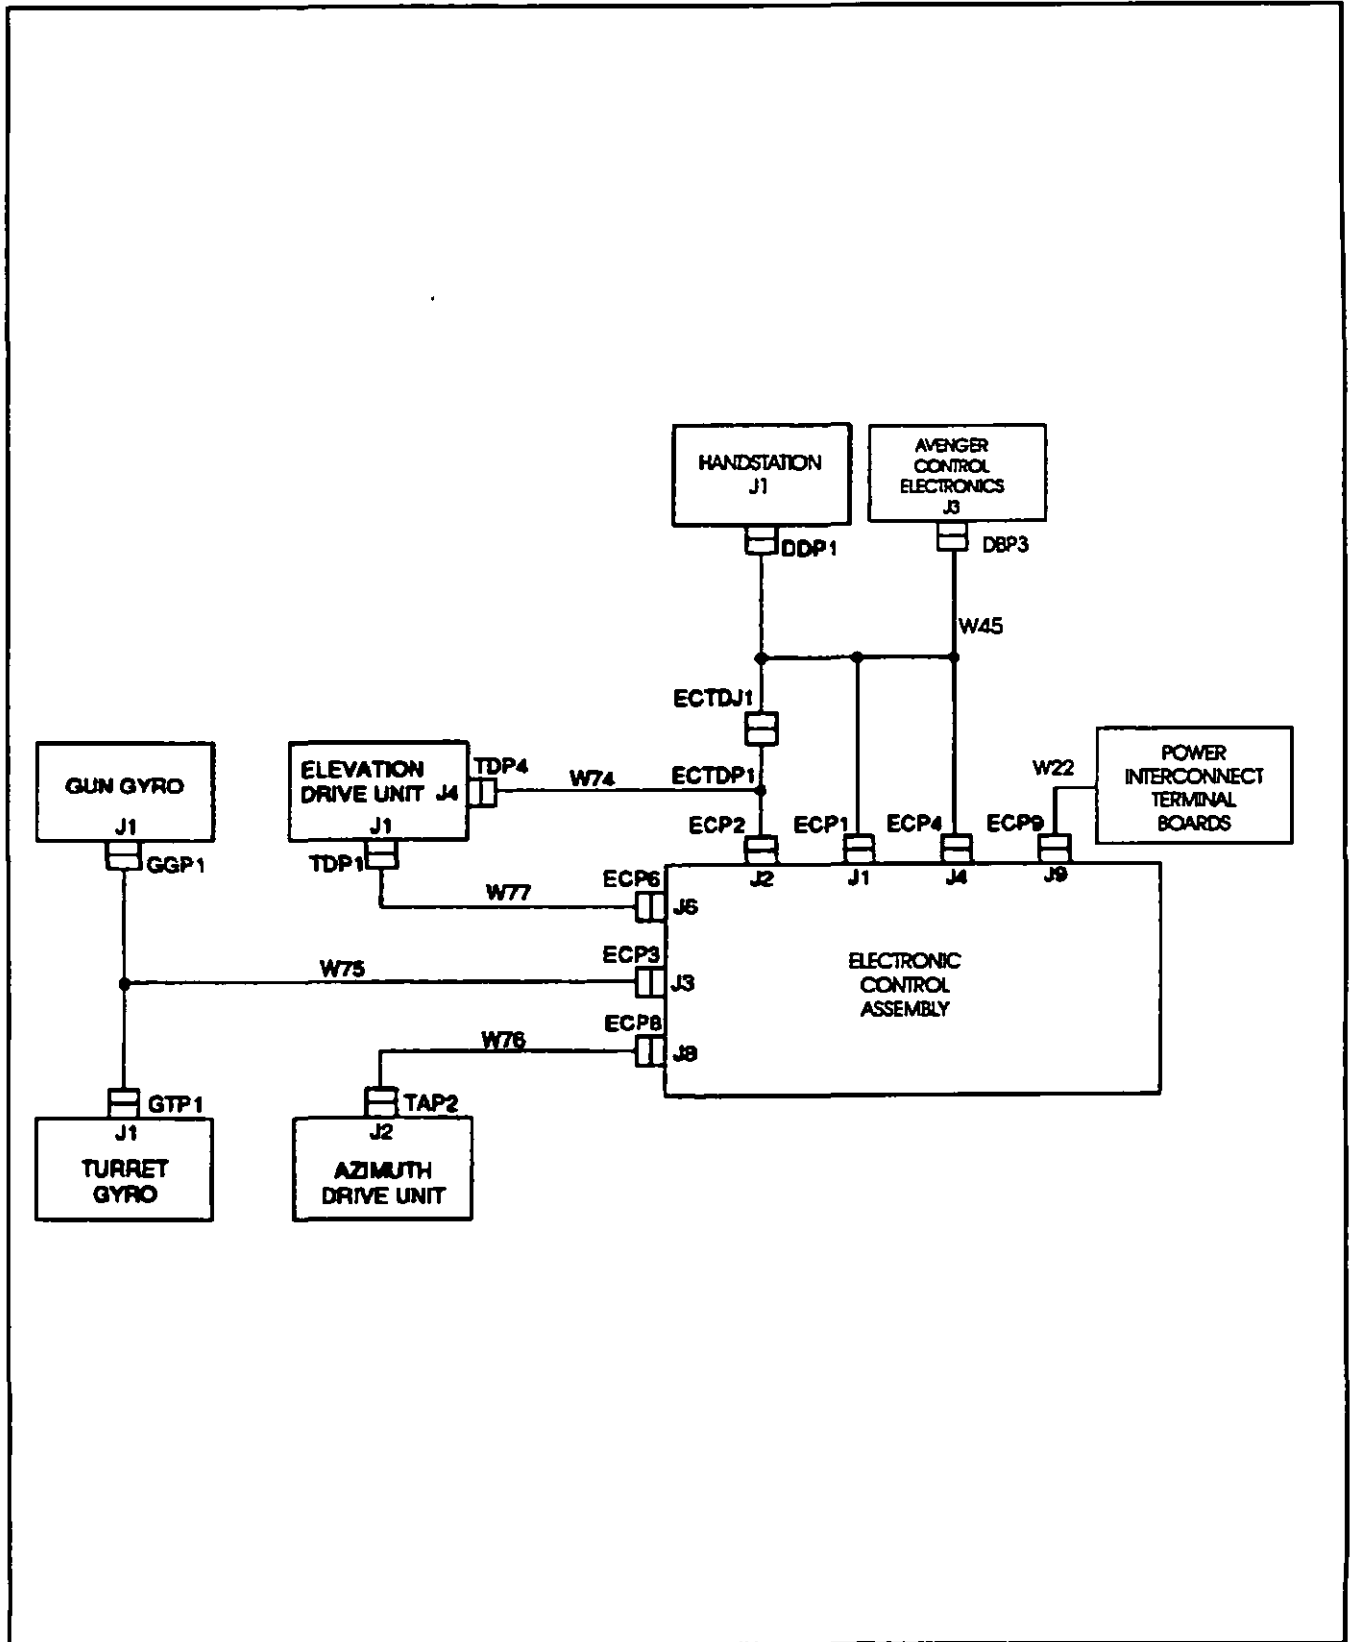 HANDSTATION
J1
DDP1
AVENGER
CONTROL
ELECTRONICS
J3
DBP3
W45
ECTDJ1
ECTDP1
GUN GYRO
J1
GGP1
ELEVATION
DRIVE UNIT
J4
J1
TDP4
W74
TDP1
W77
POWER
INTERCONNECT
TERMINAL
BOARDS
W22
ECP2
ECP1
ECP4
ECP9
J2
J1
J4
J9
ECP6
J6
ECP3
J3
W75
ECP8
J8
W76
ELECTRONIC
CONTROL
ASSEMBLY
GTP1
J1
TURRET
GYRO
TAP2
J2
AZIMUTH
DRIVE UNIT